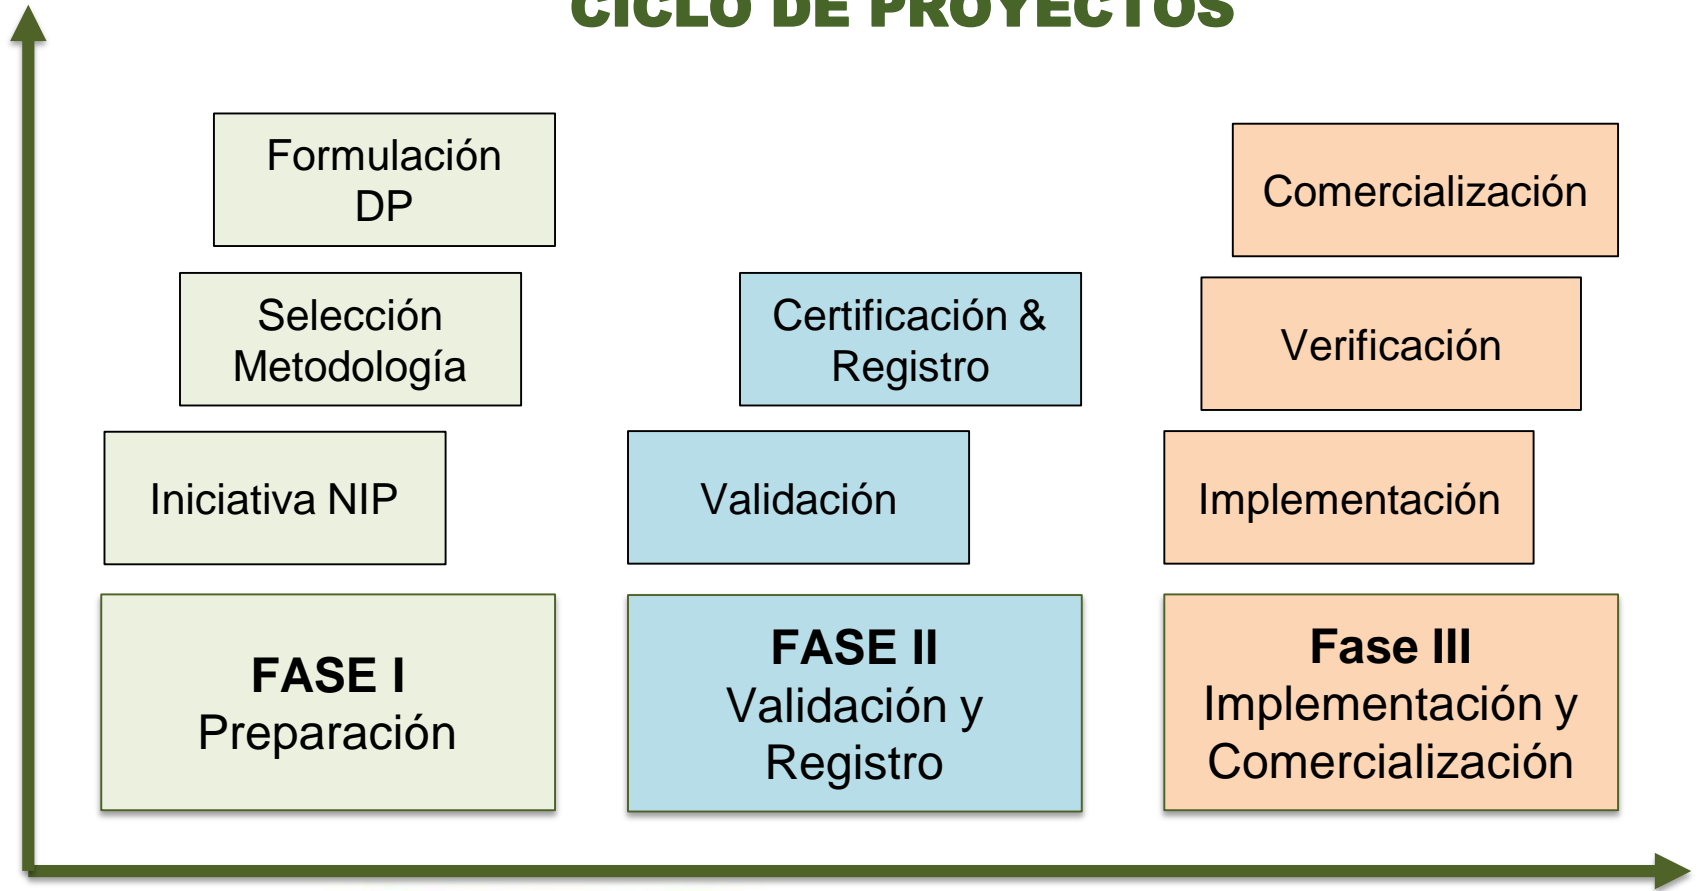 CICLO DE PROYECTOS
Formulación
DP
Selección
Metodología
Iniciativa NIP
FASE I
Preparación
Certificación &
Registro
Validación
FASE II
Validación y
Registro
Comercialización
Verificación
Implementación
Fase III
Implementación y
Comercialización